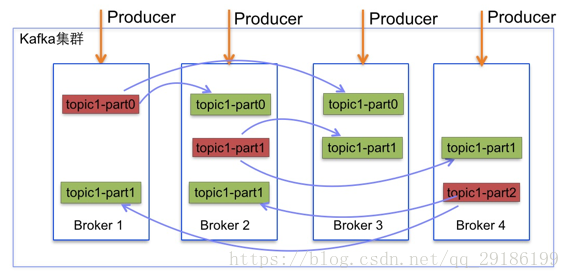 Producer Producer Producer Producer
Kafka集群
topic1-part0 topic1-part0 topic1-part0
topic1-part1 topic1-part1 topic1-part1
topic1-part1 topic1-part1 topic1-part2
Broker 1 Broker 2 Broker 3 Broker 4
https://blog.csdn.net/qq_29186199